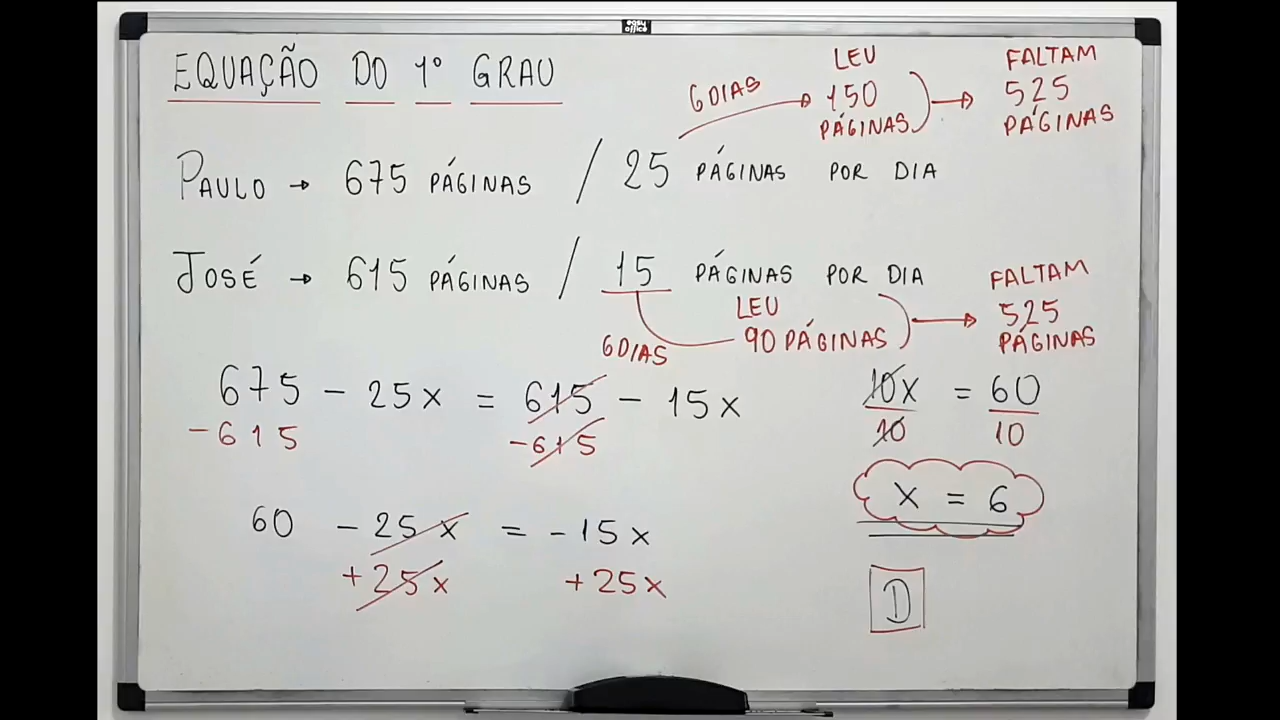 easy
office
EQUAÇÃO DO 1º GRAU
6 DIAS
LEU
150
PÁGINAS
FALTAM
525
PÁGINAS
PAULO → 675 PÁGINAS / 25 PÁGINAS POR DIA
JOSÉ → 615 PÁGINAS / 15 PÁGINAS POR DIA
6 DIAS
LEU
90 PÁGINAS
FALTAM
525
PÁGINAS
675 - 25x = 615 - 15x
-615 -615
60 - 25x = -15x
+25x +25x
10x = 60
10 10
x = 6
D